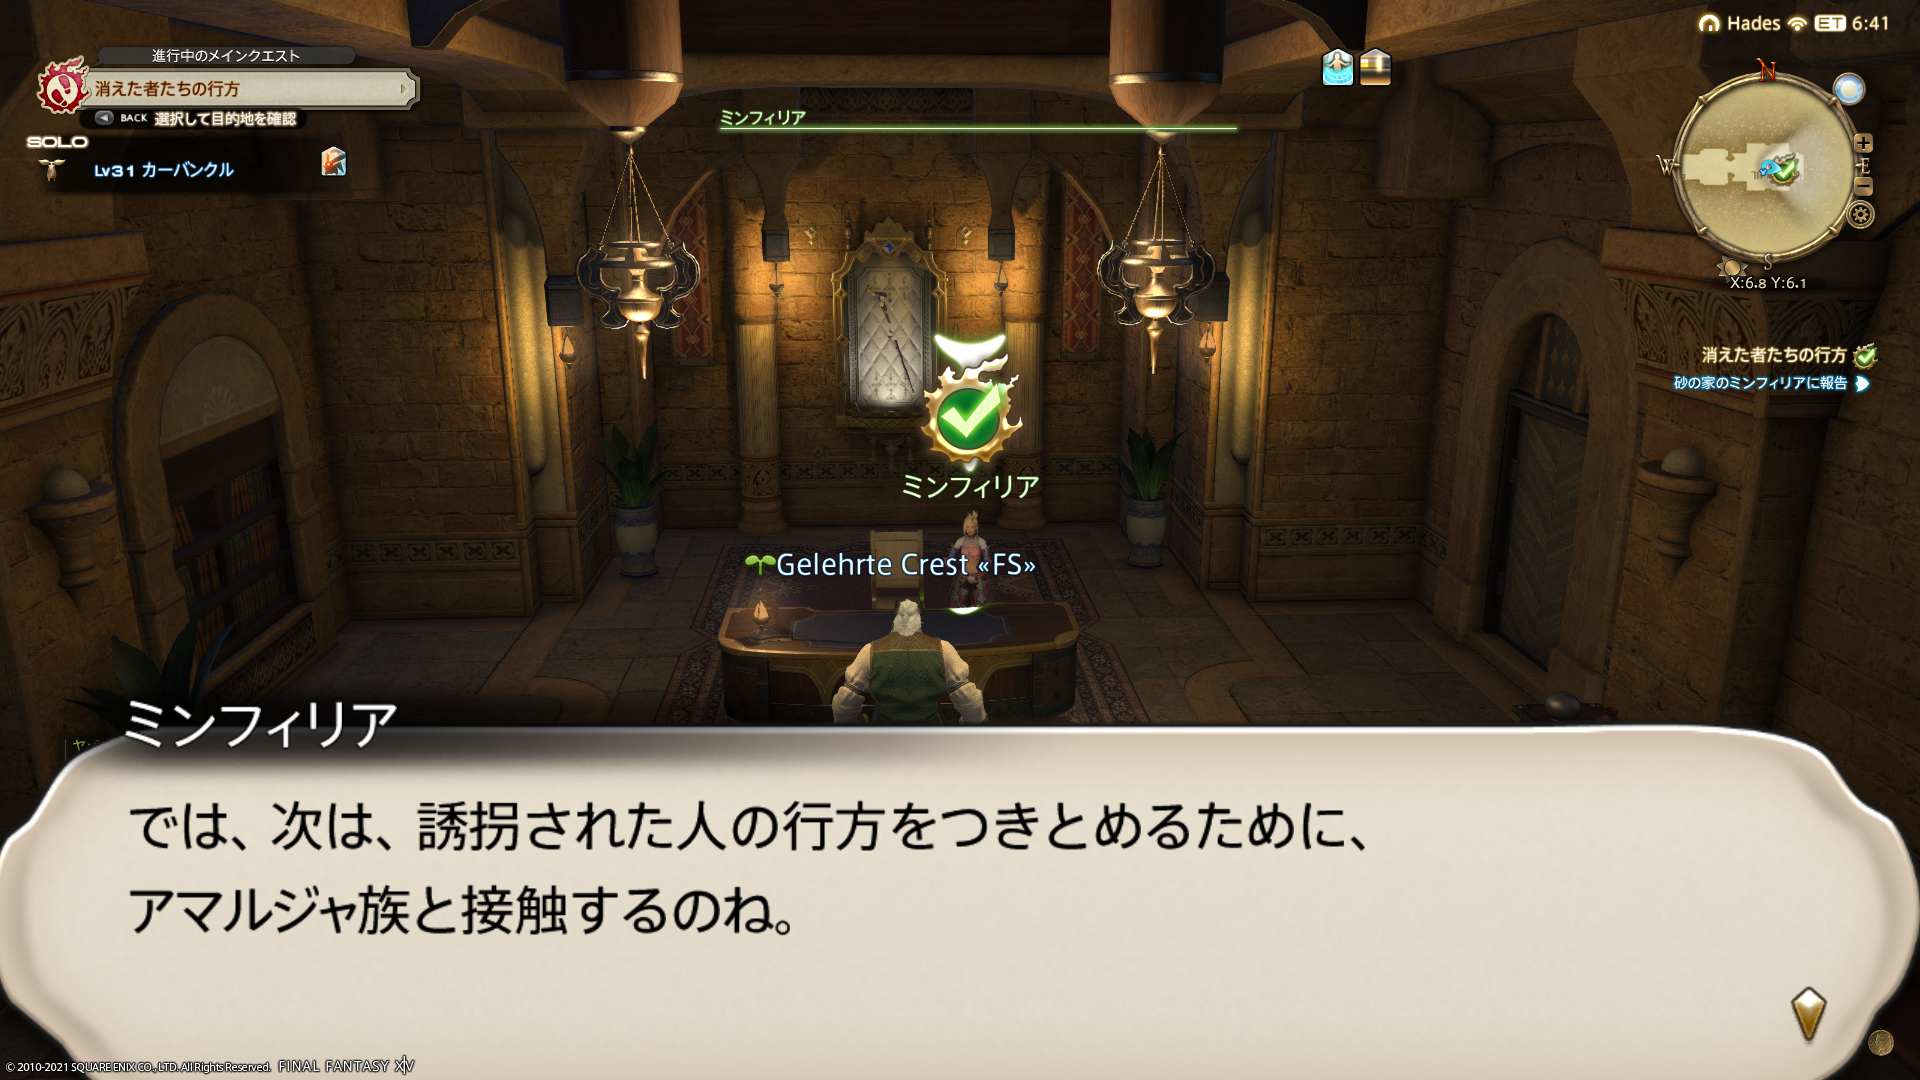 進行中のメインクエスト
消えた者たちの行方
BACK 選択して目的地を確認
SOLO
Lv31 カーバンクル
ミンフィリア
Hades ET 6:41
N
W
E
S
X:6.8 Y:6.1
消えた者たちの行方
砂の家のミンフィリアに報告
ミンフィリア
Gelehrte Crest «FS»
ミンフィリア
では、次は、誘拐された人の行方をつきとめるために、
アマルジャ族と接触するのね。
© 2010-2021 SQUARE ENIX CO., LTD. All Rights Reserved. FINAL FANTASY XIV